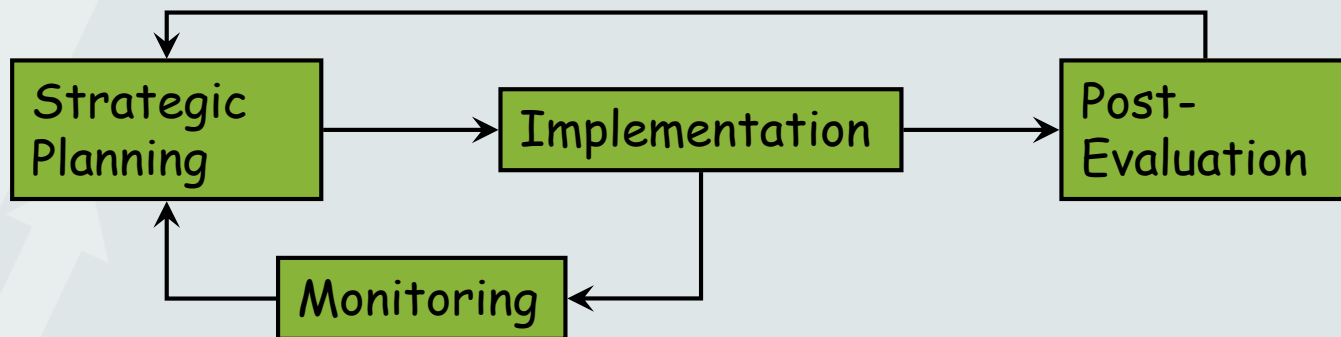 Strategic
Planning
Implementation
Post-
Evaluation
Monitoring